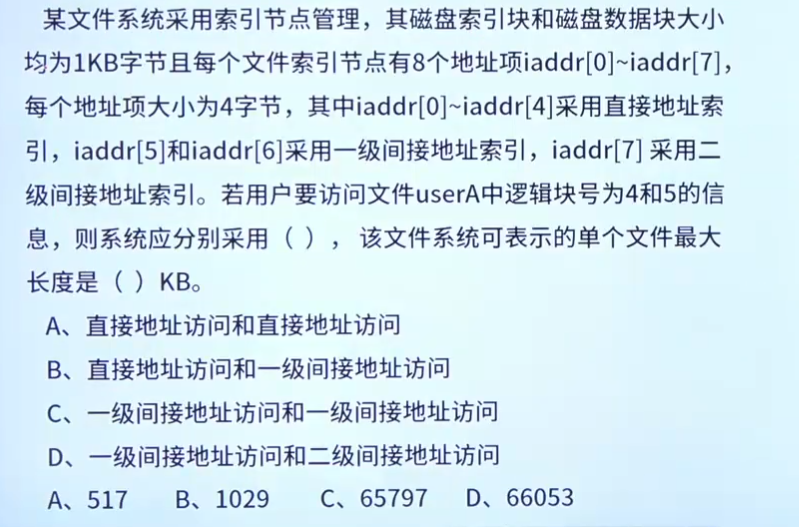 某文件系统采用索引节点管理，其磁盘索引块和磁盘数据块大小
均为1KB字节且每个文件索引节点有8个地址项iaddr[0]~iaddr[7]，
每个地址项大小为4字节，其中iaddr[0]~iaddr[4]采用直接地址索
引，iaddr[5]和iaddr[6]采用一级间接地址索引，iaddr[7] 采用二
级间接地址索引。若用户要访问文件userA中逻辑块号为4和5的信
息，则系统应分别采用（ ），该文件系统可表示的单个文件最大
长度是（ ）KB。
A、直接地址访问和直接地址访问
B、直接地址访问和一级间接地址访问
C、一级间接地址访问和一级间接地址访问
D、一级间接地址访问和二级间接地址访问
A、517 B、1029 C、65797 D、66053